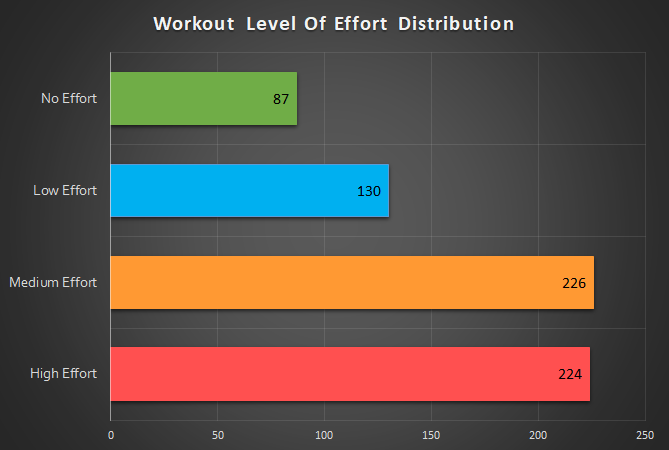 Workout Level Of Effort Distribution
No Effort
87
Low Effort
130
Medium Effort
226
High Effort
224
0 50 100 150 200 250